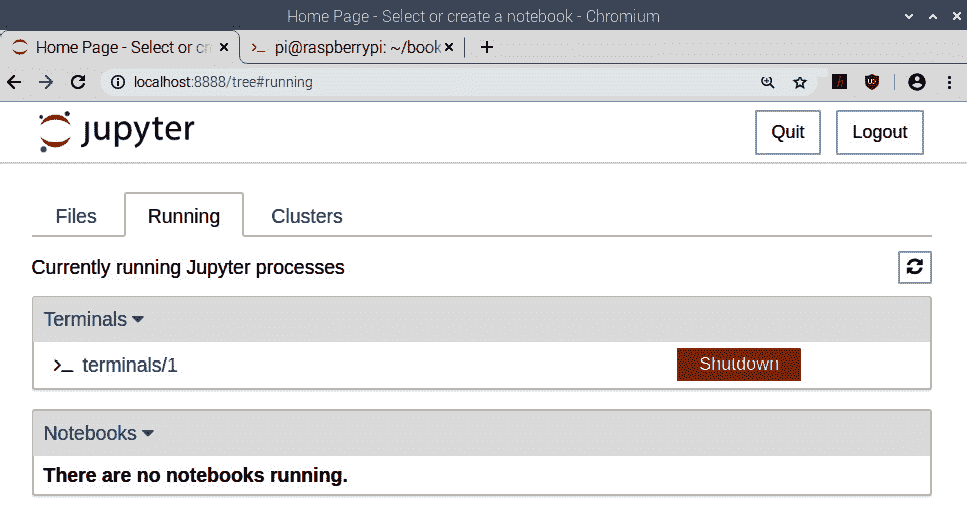 Home Page - Select or create a notebook - Chromium
Home Page - Select or cr
pi@raspberrypi: ~/book
localhost:8888/tree#running
jupyter
Quit
Logout
Files
Running
Clusters
Currently running Jupyter processes
Terminals
terminals/1
Shutdown
Notebooks
There are no notebooks running.